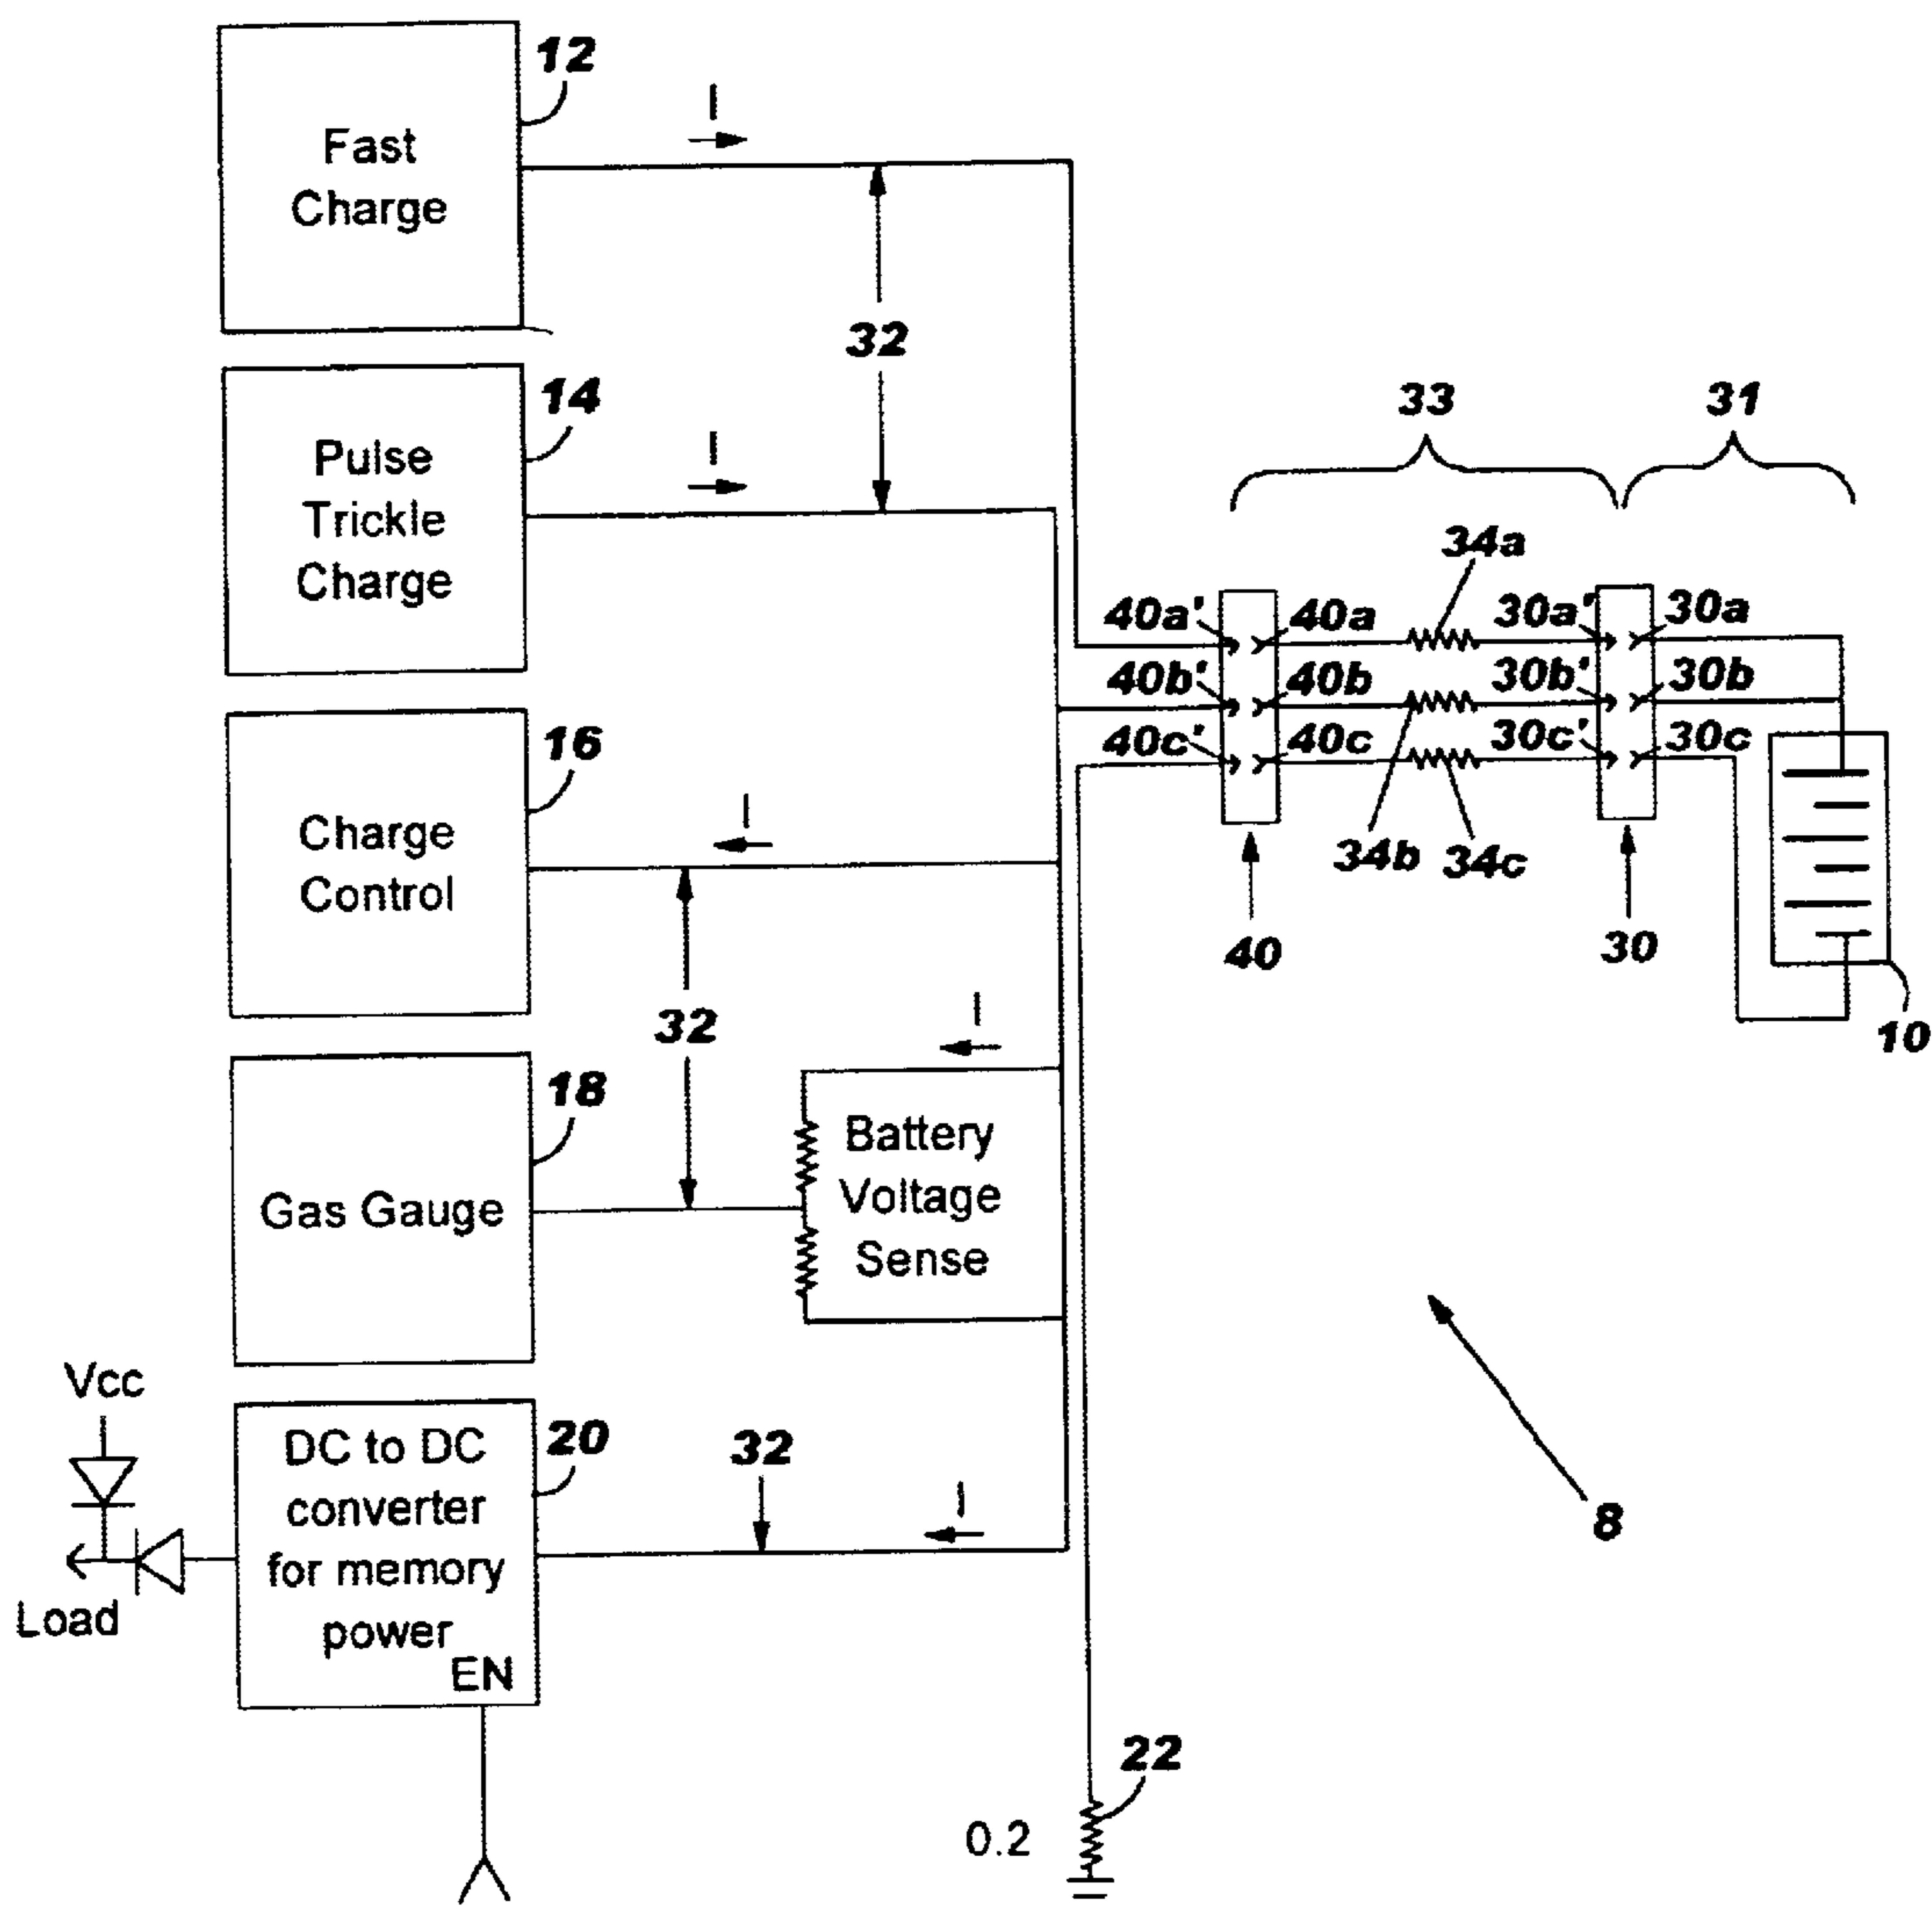 12
I
Fast
Charge
32
14
I
Pulse
Trickle
Charge
33
31
34a
40a'
40a
30a'
30a
40b'
40b
30b'
30b
40c'
40c
30c'
30c
34b
34c
40
30
10
16
I
Charge
Control
32
I
18
Gas Gauge
Battery
Voltage
Sense
8
Vcc
Load
20
DC to DC
converter
for memory
power
EN
32
I
22
0.2